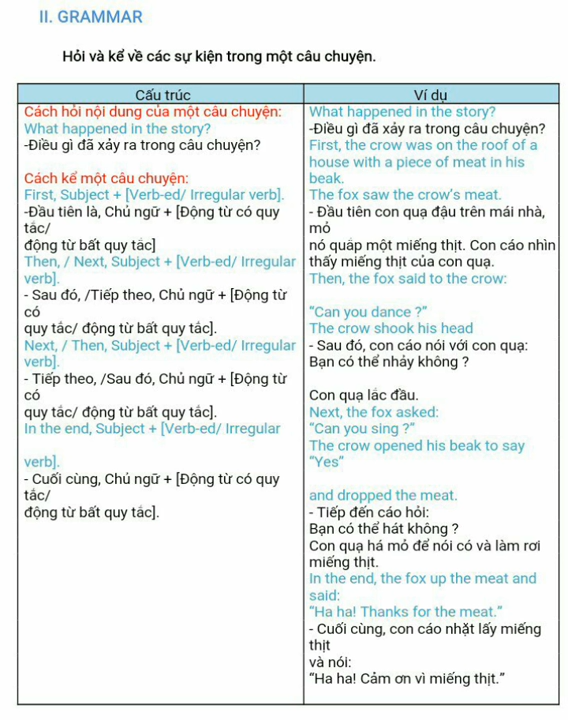 II. GRAMMAR
Hỏi và kể về các sự kiện trong một câu chuyện.
Cấu trúc
Cách hỏi nội dung của một câu chuyện:
What happened in the story?
-Điều gì đã xảy ra trong câu chuyện?
Cách kể một câu chuyện:
First, Subject + [Verb-ed/ Irregular verb].
-Đầu tiên là, Chủ ngữ + [Động từ có quy
tắc/
động từ bất quy tắc]
Then, / Next, Subject + [Verb-ed/ Irregular
verb].
- Sau đó, /Tiếp theo, Chủ ngữ + [Động từ
có
quy tắc/ động từ bất quy tắc].
Next, / Then, Subject + [Verb-ed/ Irregular
verb].
- Tiếp theo, /Sau đó, Chủ ngữ + [Động từ
có
quy tắc/ động từ bất quy tắc].
In the end, Subject + [Verb-ed/ Irregular
verb].
- Cuối cùng, Chủ ngữ + [Động từ có quy
tắc/
động từ bất quy tắc].
Ví dụ
What happened in the story?
-Điều gì đã xảy ra trong câu chuyện?
First, the crow was on the roof of a
house with a piece of meat in his
beak.
The fox saw the crow's meat.
- Đầu tiên con quạ đậu trên mái nhà,
mỏ
nó quắp một miếng thịt. Con cáo nhìn
thấy miếng thịt của con quạ.
Then, the fox said to the crow:
“Can you dance ?”
The crow shook his head
- Sau đó, con cáo nói với con quạ:
Bạn có thể nhảy không ?
Con quạ lắc đầu.
Next, the fox asked:
“Can you sing ?”
The crow opened his beak to say
“Yes”
and dropped the meat.
- Tiếp đến cáo hỏi:
Bạn có thể hát không ?
Con quạ há mỏ để nói có và làm rơi
miếng thịt.
In the end, the fox up the meat and
said:
“Ha ha! Thanks for the meat.”
- Cuối cùng, con cáo nhặt lấy miếng
thịt
và nói:
“Ha ha! Cảm ơn vì miếng thịt.”